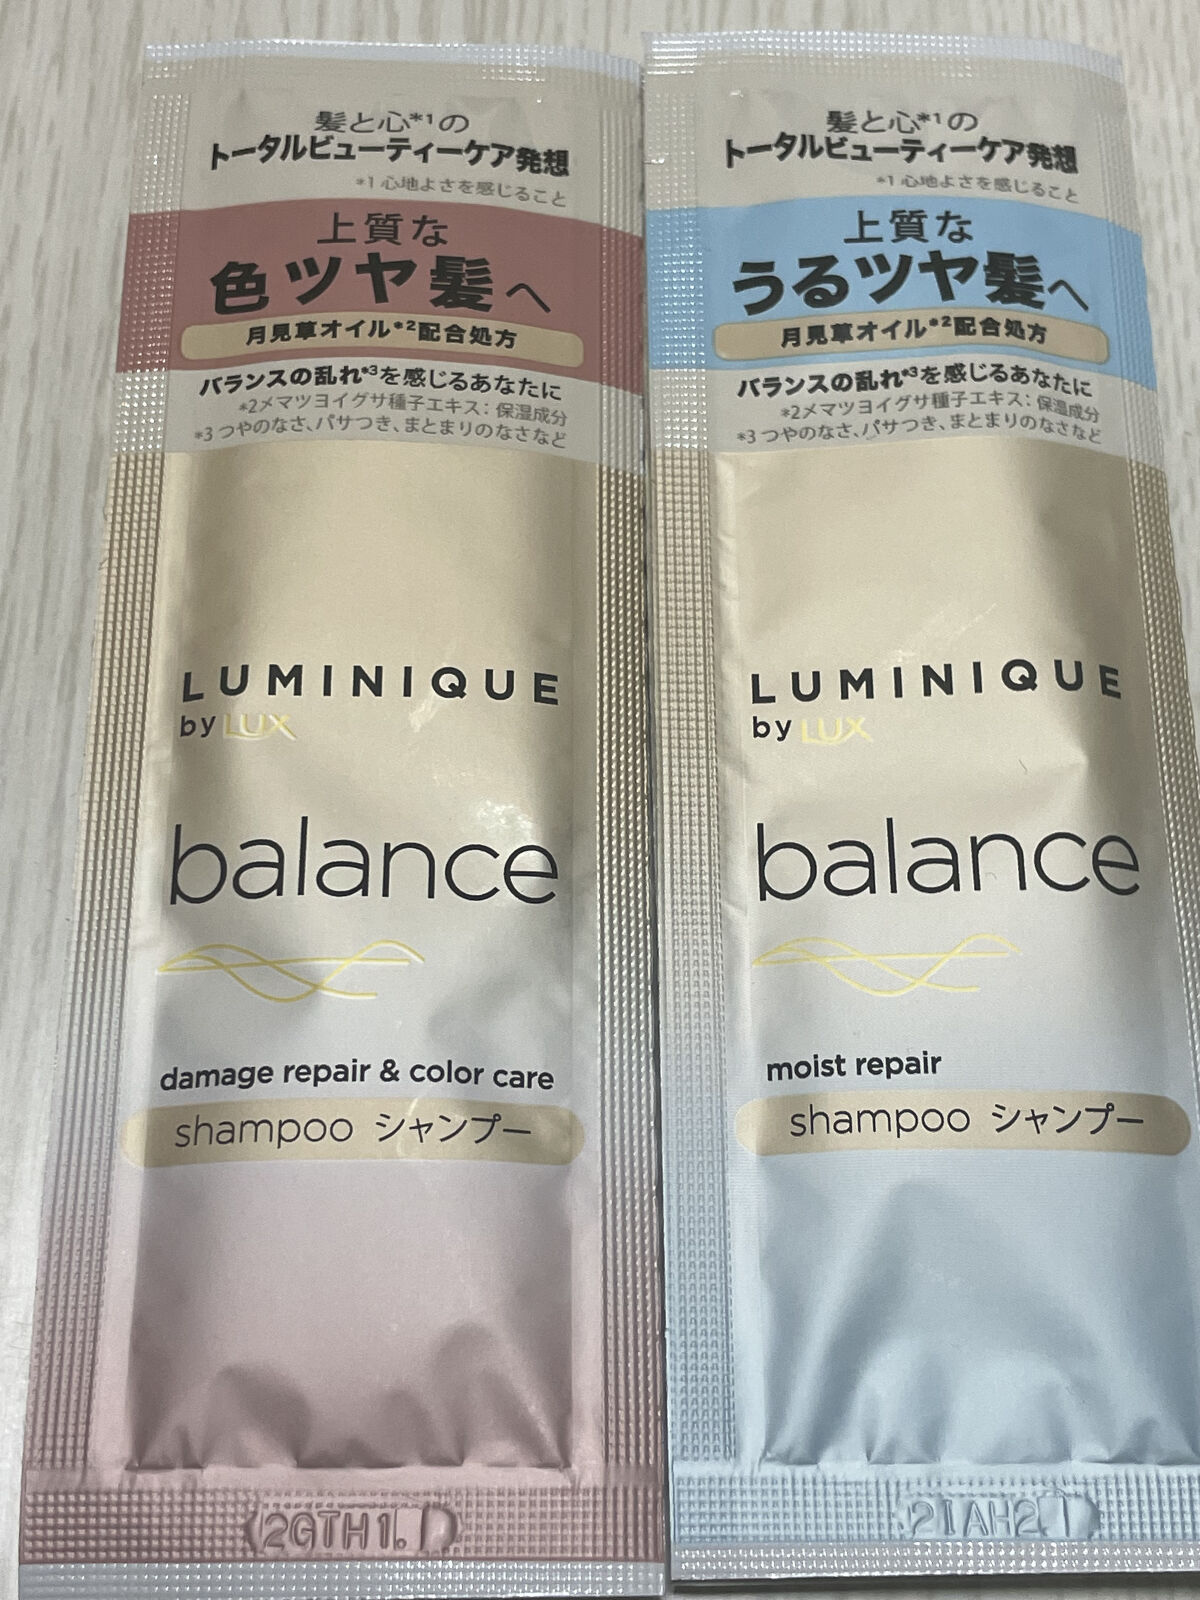 髪と心*1の
トータルビューティーケア発想
*1 心地よさを感じること
上質な
色ツヤ髪へ
月見草オイル*2配合処方
バランスの乱れ*3を感じるあなたに
*2メマツヨイグサ種子エキス：保湿成分
*3 つやのなさ、パサつき、まとまりのなさなど
LUMINIQUE
by LUX
balance
damage repair & color care
shampoo シャンプー
2GTH1.
髪と心*1の
トータルビューティーケア発想
*1 心地よさを感じること
上質な
うるツヤ髪へ
月見草オイル*2配合処方
バランスの乱れ*3を感じるあなたに
*2メマツヨイグサ種子エキス：保湿成分
*3 つやのなさ、パサつき、まとまりのなさなど
LUMINIQUE
by LUX
balance
moist repair
shampoo シャンプー